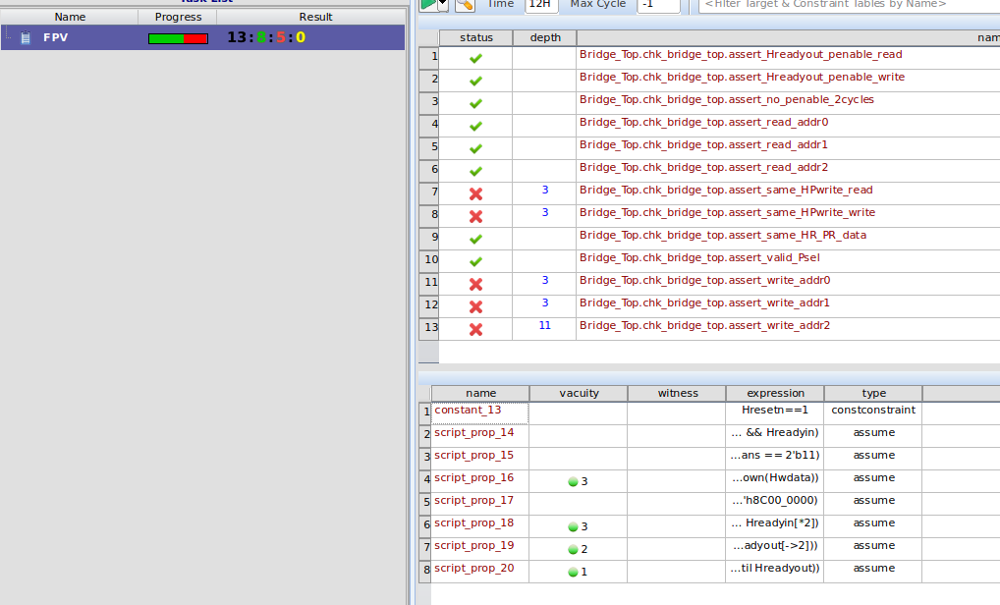 Task List
Name Progress Result
FPV 13:8:5:0
Time 12H Max Cycle -1 <Filter Target & Constraint Tables by Name>
status depth nam
1 Bridge_Top.chk_bridge_top.assert_Hreadyout_penable_read
2 Bridge_Top.chk_bridge_top.assert_Hreadyout_penable_write
3 Bridge_Top.chk_bridge_top.assert_no_penable_2cycles
4 Bridge_Top.chk_bridge_top.assert_read_addr0
5 Bridge_Top.chk_bridge_top.assert_read_addr1
6 Bridge_Top.chk_bridge_top.assert_read_addr2
7 3 Bridge_Top.chk_bridge_top.assert_same_HPwrite_read
8 3 Bridge_Top.chk_bridge_top.assert_same_HPwrite_write
9 Bridge_Top.chk_bridge_top.assert_same_HR_PR_data
10 Bridge_Top.chk_bridge_top.assert_valid_Psel
11 3 Bridge_Top.chk_bridge_top.assert_write_addr0
12 3 Bridge_Top.chk_bridge_top.assert_write_addr1
13 11 Bridge_Top.chk_bridge_top.assert_write_addr2
name vacuity witness expression type
1 constant_13 Hresetn==1 constconstraint
2 script_prop_14 ... && Hreadyin) assume
3 script_prop_15 ...ans == 2'b11) assume
4 script_prop_16 3 ...own(Hwdata)) assume
5 script_prop_17 ...'h8C00_0000) assume
6 script_prop_18 3 ... Hreadyin[*2]) assume
7 script_prop_19 2 ...adyout[->2])) assume
8 script_prop_20 1 ...til Hreadyout)) assume